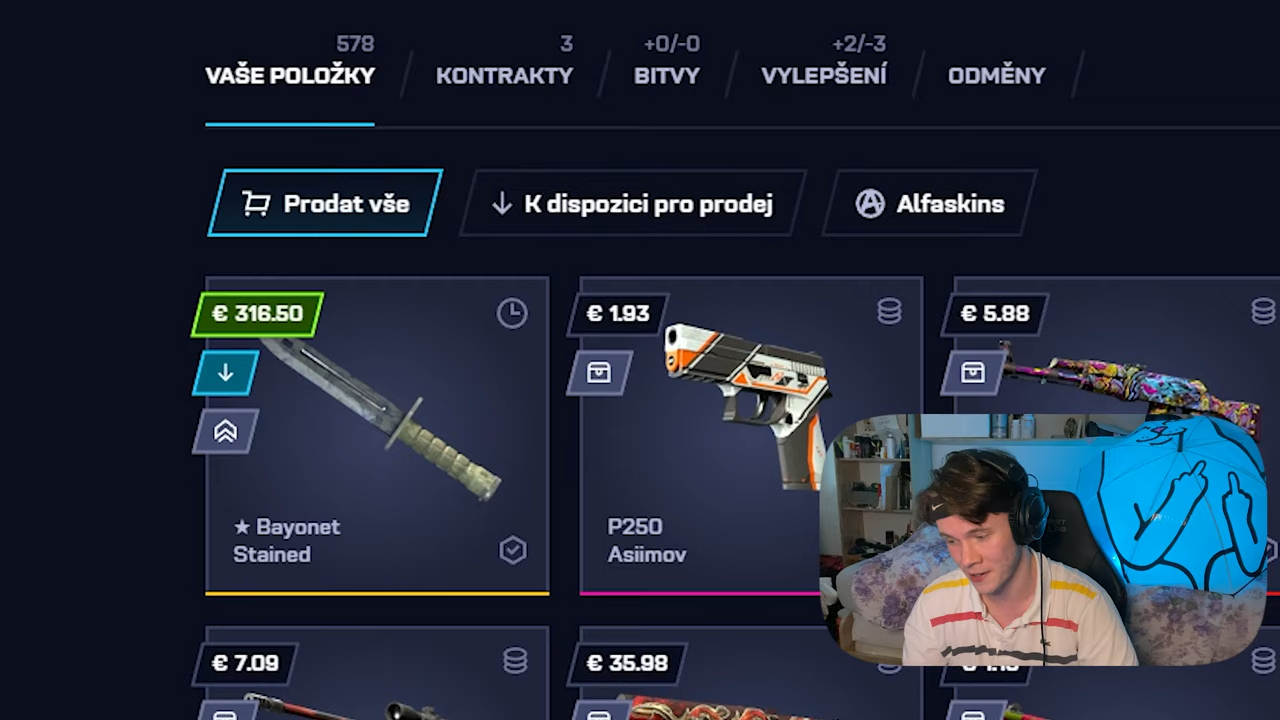 578
VAŠE POLOŽKY
3
KONTRAKTY
+0/-0
BITVY
+2/-3
VYLEPŠENÍ
ODMĚNY
Prodat vše
K dispozici pro prodej
Alfaskins
€ 316.50
★ Bayonet
Stained
€ 1.93
P250
Asiimov
€ 5.88
€ 7.09
€ 35.98